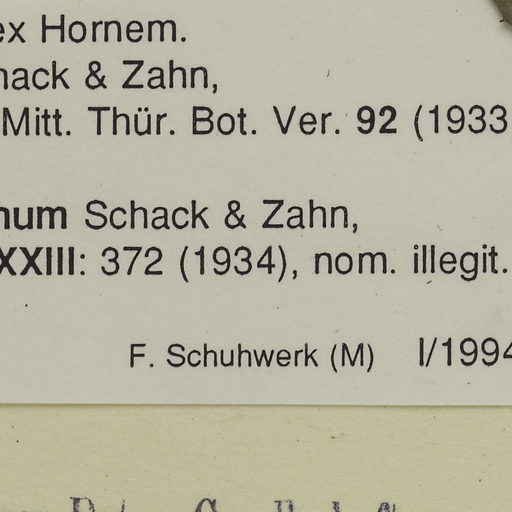 ex Hornem.
hack & Zahn,
Mitt. Thür. Bot. Ver. 92 (1933
num Schack & Zahn,
XXIII: 372 (1934), nom. illegit.
F. Schuhwerk (M) I/1994